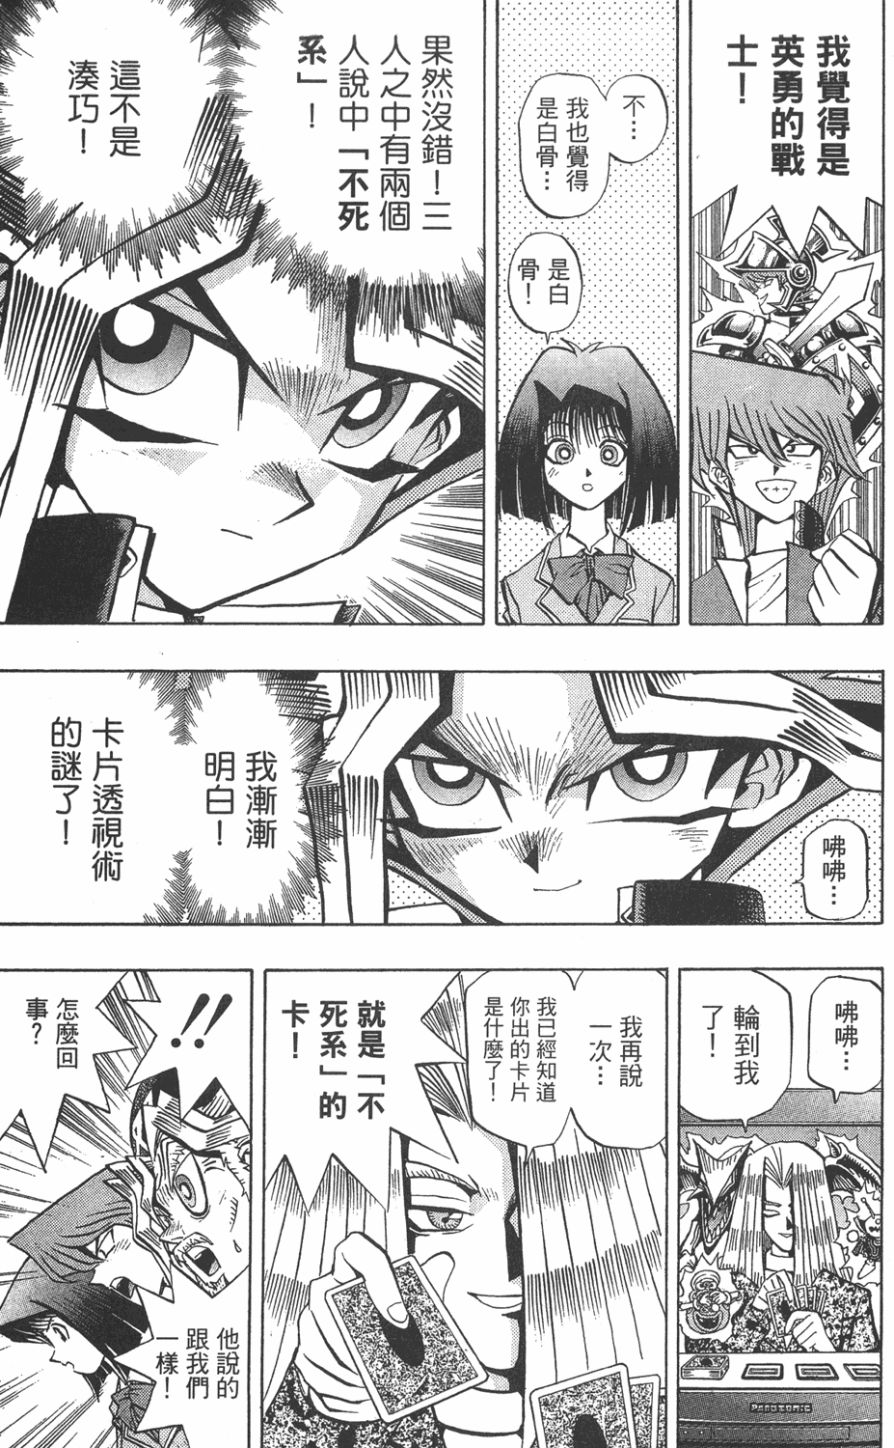 我覺得是
英勇的戰
士！
不…
我也覺得
是白骨…
是白
骨！
果然沒錯！三
人之中有兩個
人說中「不死
系」！
這不是
湊巧！
咈咈…
我漸漸
明白！
卡片透視術
的謎了！
咈咈…
輪到我
了！
Panatomic
我再說
一次…
我已經知道
你出的卡片
是什麼了！
就是「不
死系」的
卡！
!!
怎麼回
事？
他說的
跟我們
一樣！